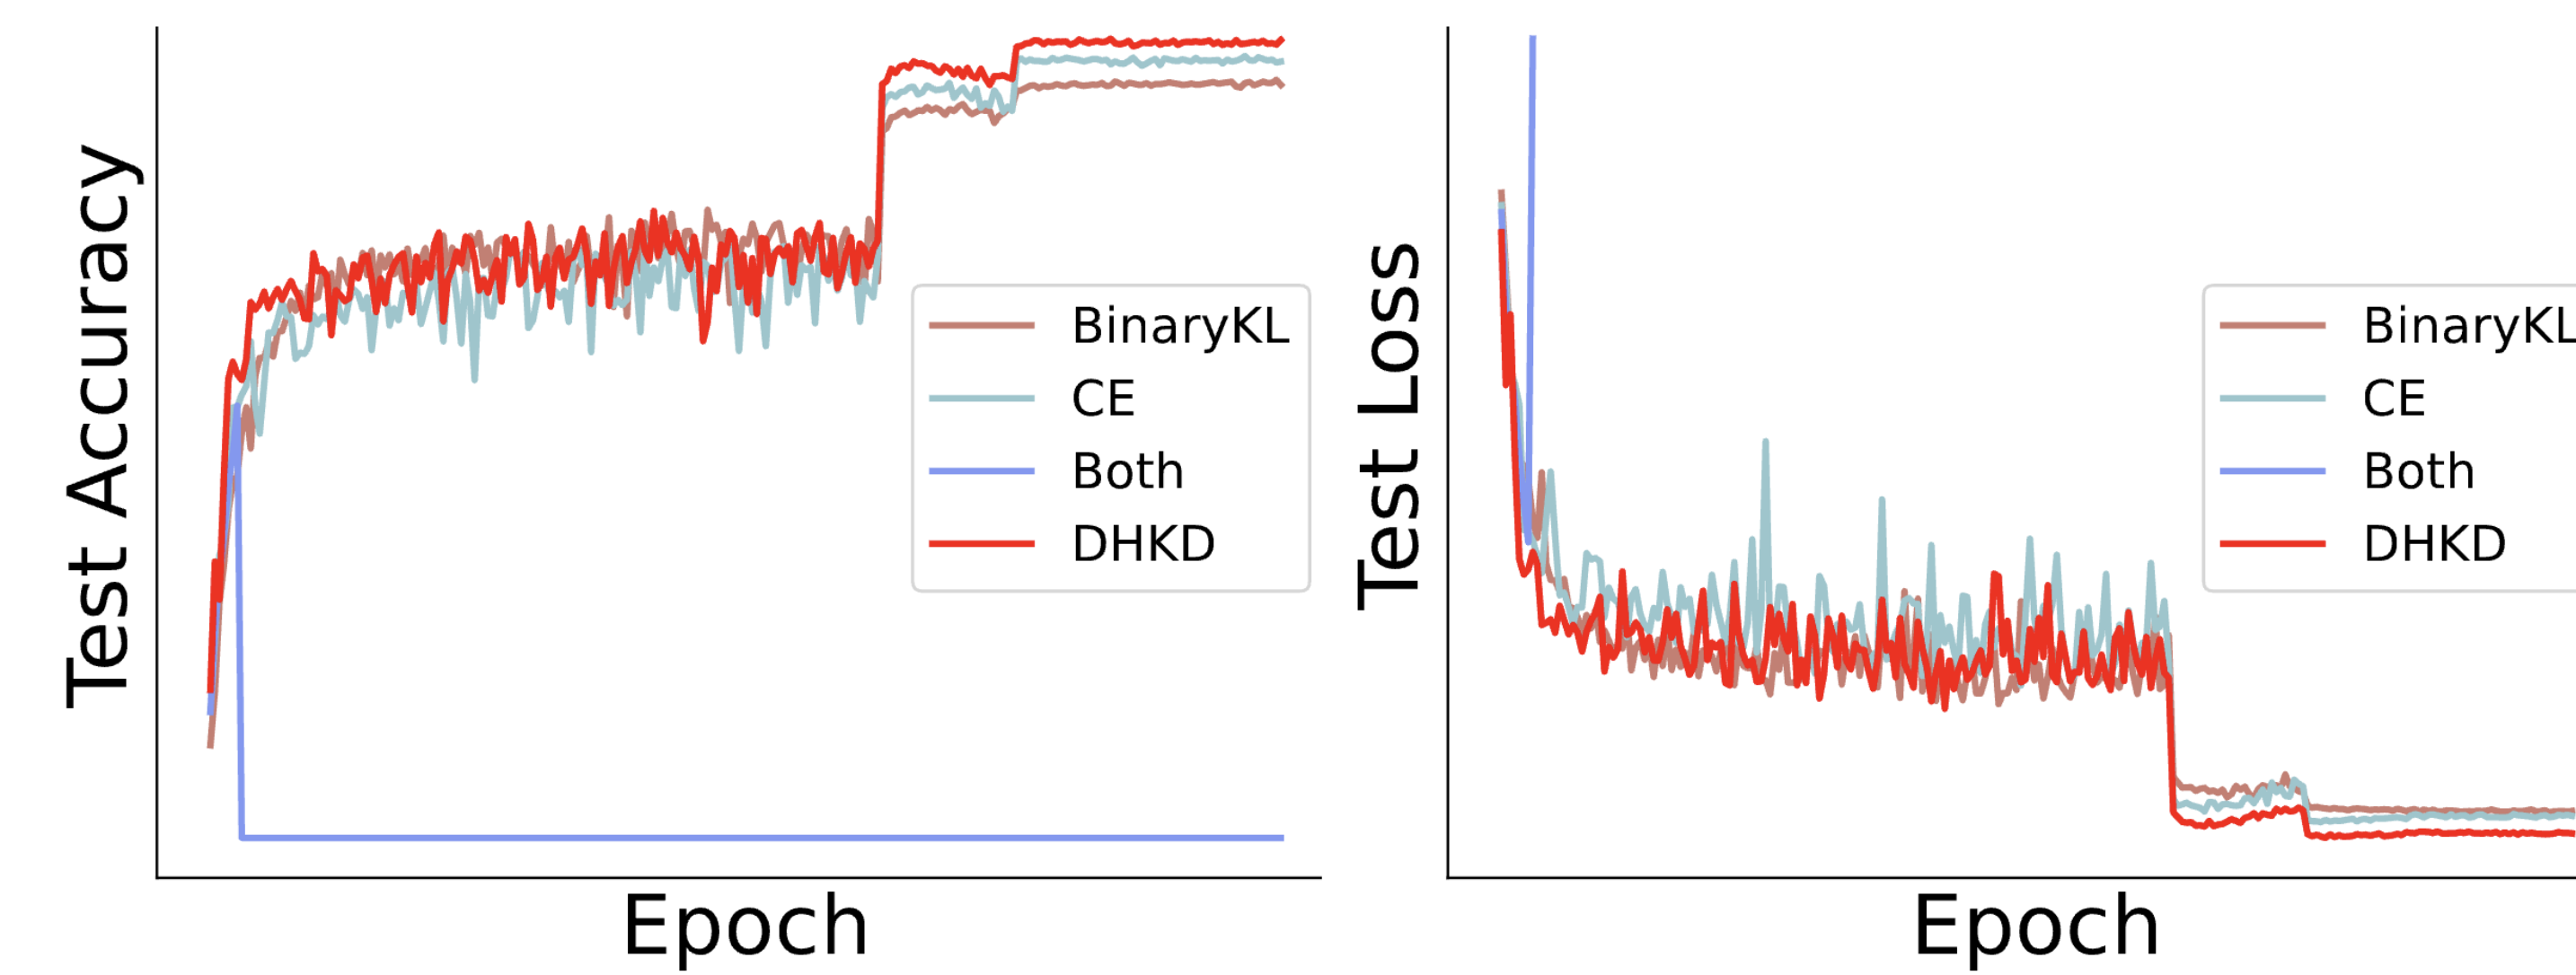 Test Accuracy
BinaryKL
CE
Both
DHKD
Epoch
Test Loss
BinaryKL
CE
Both
DHKD
Epoch